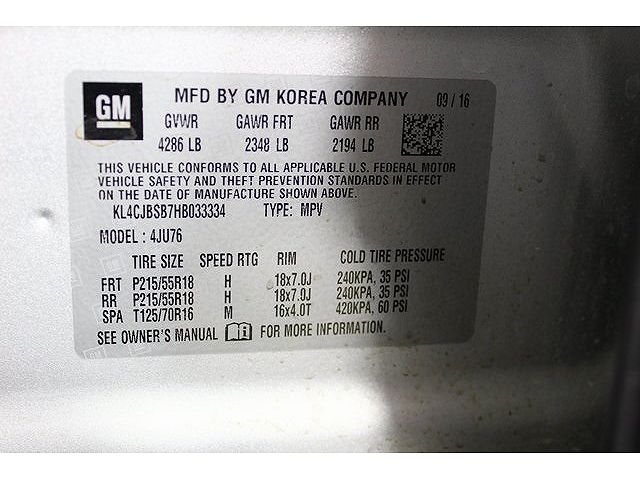 GM MFD BY GM KOREA COMPANY 09 / 16
GVWR GAWR FRT GAWR RR
4286 LB 2348 LB 2194 LB
THIS VEHICLE CONFORMS TO ALL APPLICABLE U.S. FEDERAL MOTOR
VEHICLE SAFETY AND THEFT PREVENTION STANDARDS IN EFFECT
ON THE DATE OF MANUFACTURE SHOWN ABOVE.
KL4CJBSB7HB033334 TYPE: MPV
MODEL: 4JU76
TIRE SIZE SPEED RTG RIM COLD TIRE PRESSURE
FRT P215/55R18 H 18x7.0J 240KPA, 35 PSI
RR P215/55R18 H 18x7.0J 240KPA, 35 PSI
SPA T125/70R16 M 16x4.0T 420KPA, 60 PSI
SEE OWNER'S MANUAL FOR MORE INFORMATION.